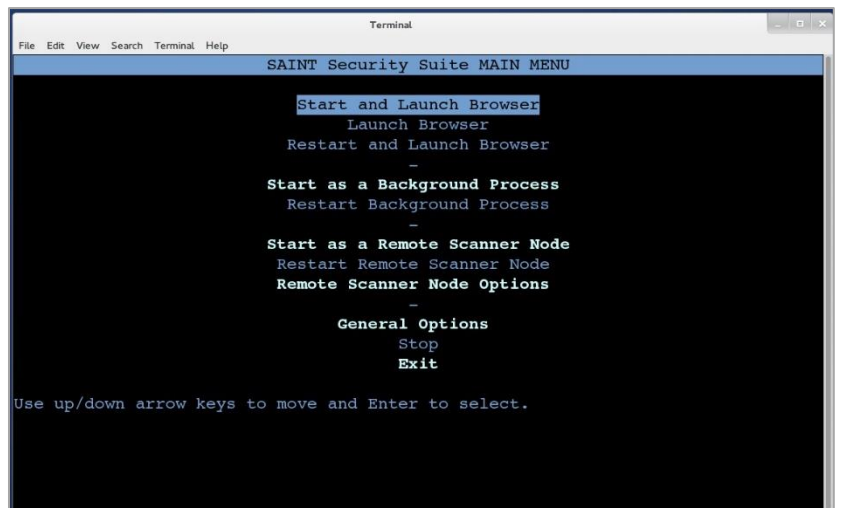 Terminal
File Edit View Search Terminal Help
SAINT Security Suite MAIN MENU
Start and Launch Browser
Launch Browser
Restart and Launch Browser
–
Start as a Background Process
Restart Background Process
–
Start as a Remote Scanner Node
Restart Remote Scanner Node
Remote Scanner Node Options
–
General Options
Stop
Exit
Use up/down arrow keys to move and Enter to select.